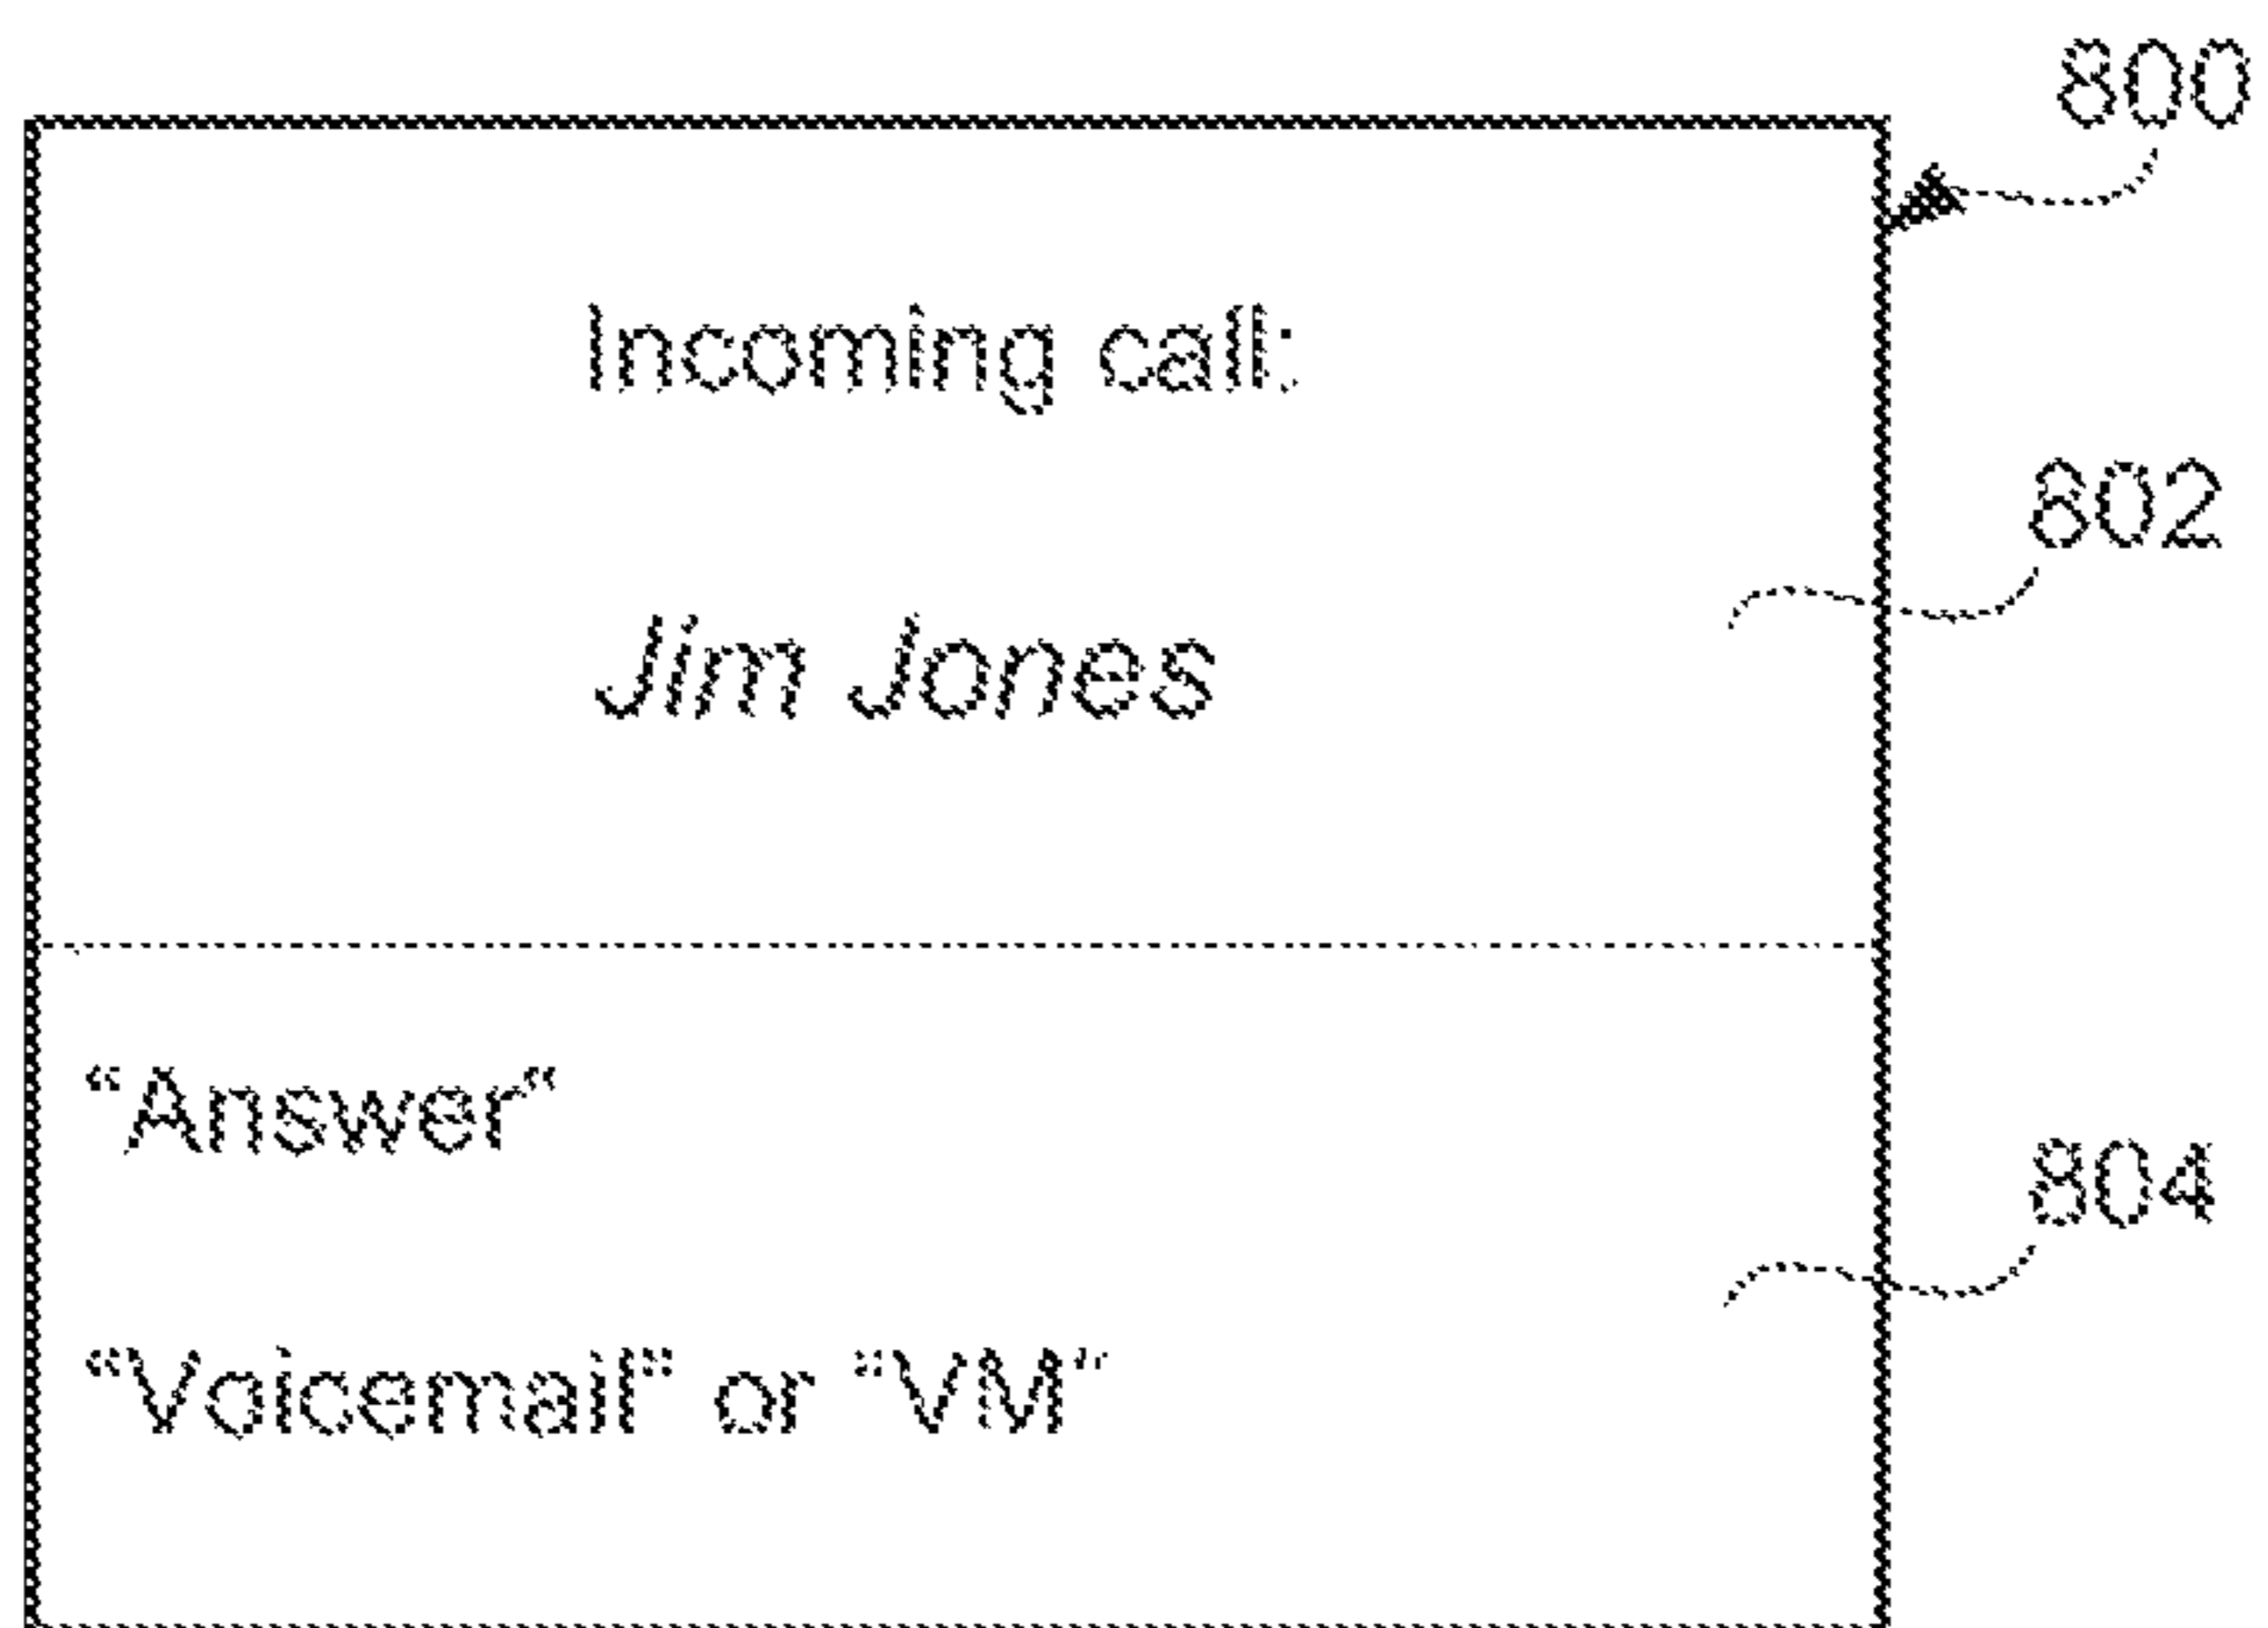 800
Incoming call:
802
Jim Jones
“Answer“
804
“Voicemail” or “VM”